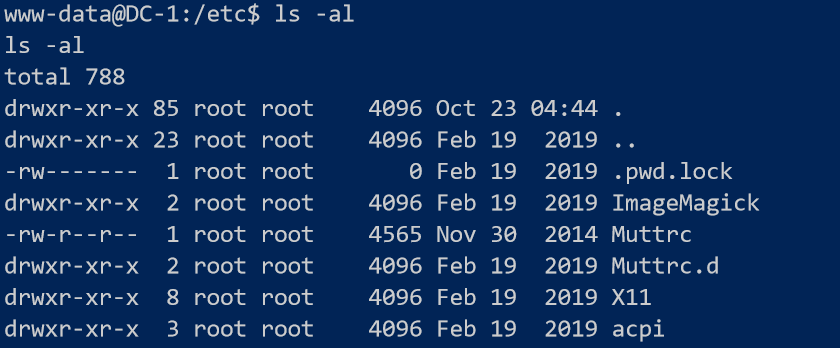 www-data@DC-1:/etc$ ls -al
ls -al
total 788
drwxr-xr-x 85 root root    4096 Oct 23 04:44 .
drwxr-xr-x 23 root root    4096 Feb 19  2019 ..
-rw-------  1 root root       0 Feb 19  2019 .pwd.lock
drwxr-xr-x  2 root root    4096 Feb 19  2019 ImageMagick
-rw-r--r--  1 root root    4565 Nov 30  2014 Muttrc
drwxr-xr-x  2 root root    4096 Feb 19  2019 Muttrc.d
drwxr-xr-x  8 root root    4096 Feb 19  2019 X11
drwxr-xr-x  3 root root    4096 Feb 19  2019 acpi